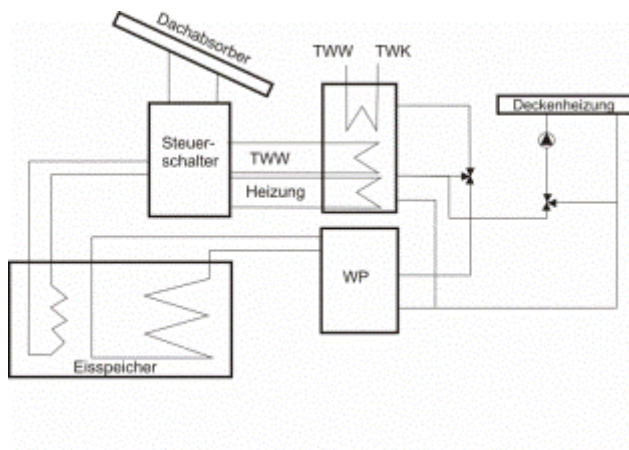 Dachabsorber
TWW TWK
Deckenheizung
Steuer-
schalter
TWW
Heizung
WP
Eisspeicher